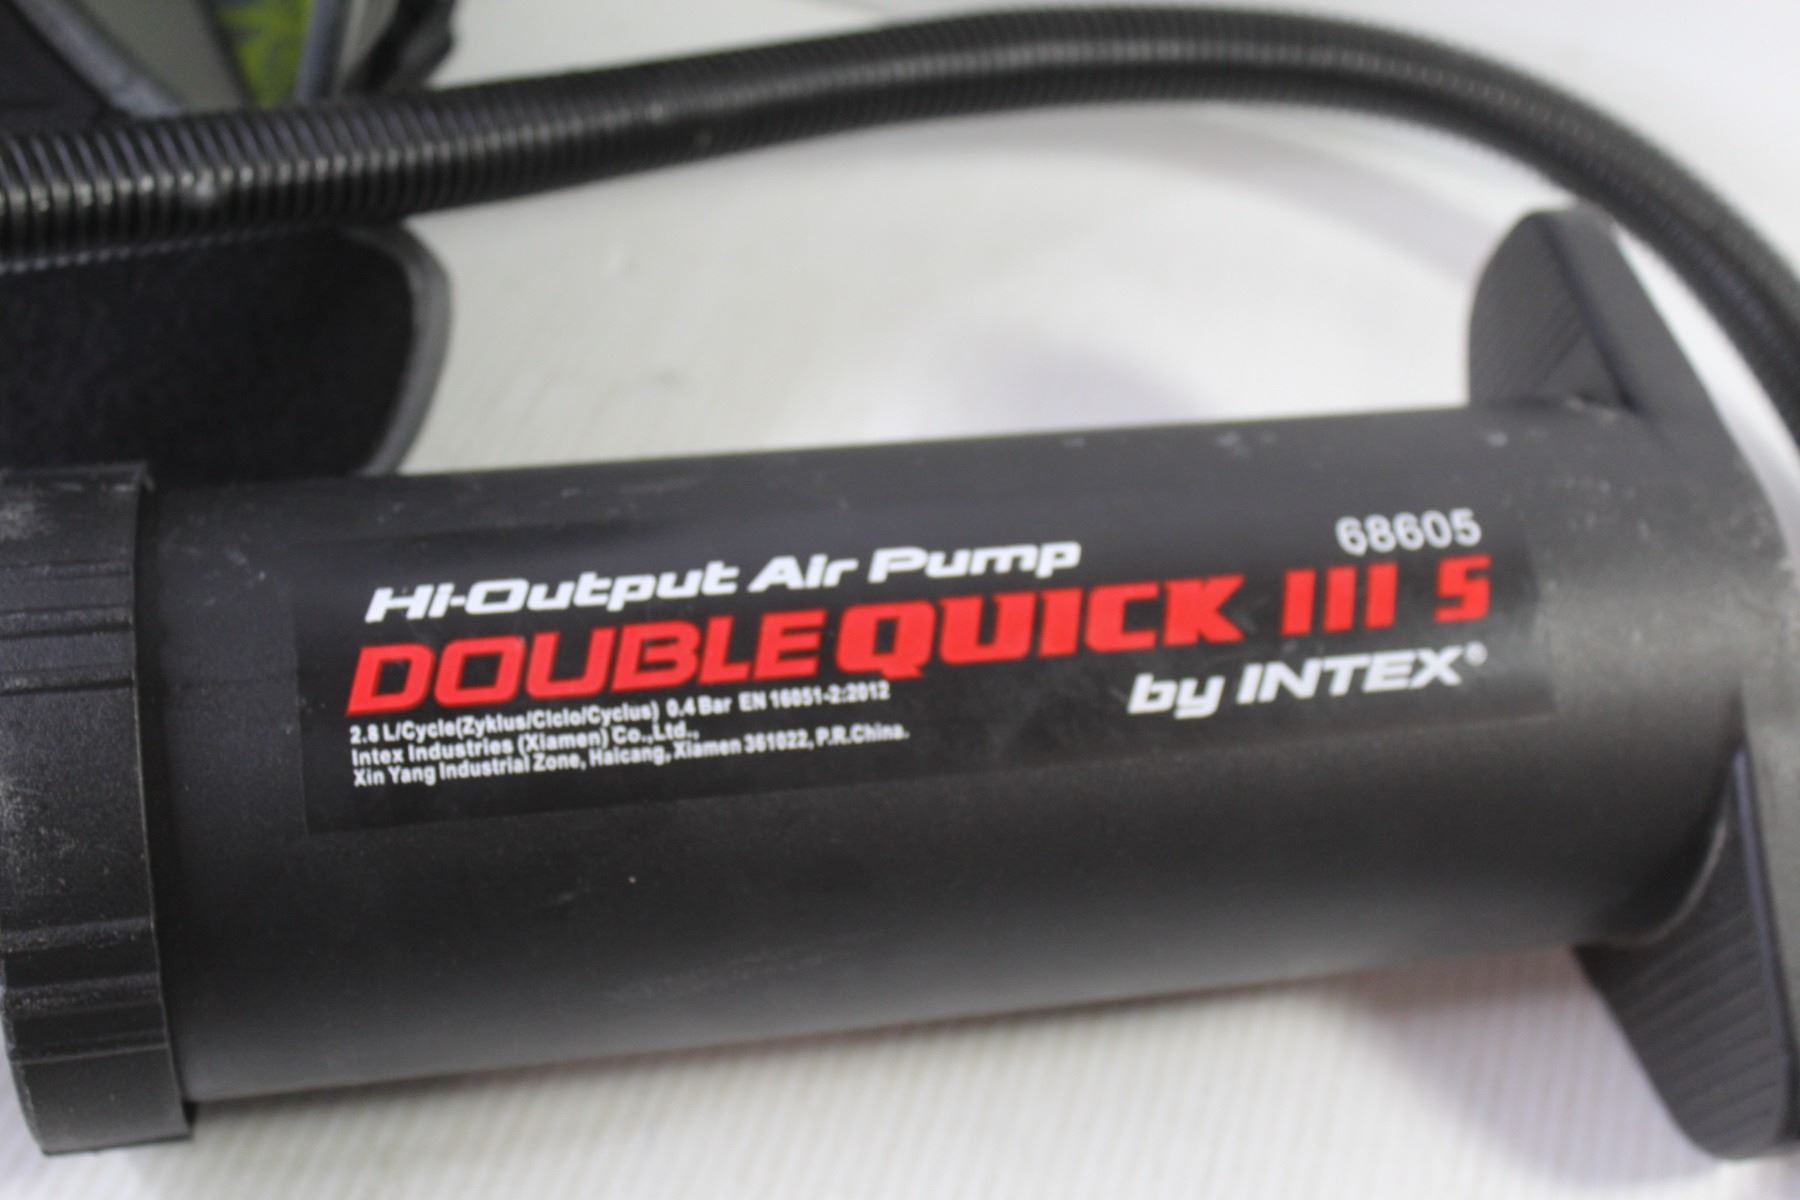 68605
Hi-Output Air Pump
DOUBLE QUICK III S
by INTEX®
2.8 L/Cycle(Zyklus/Ciclo/Cyclus) 0.4 Bar EN 16051-2:2012
Intex Industries (Xiamen) Co.,Ltd.,
Xin Yang Industrial Zone, Haicang, Xiamen 361022, P.R.China.